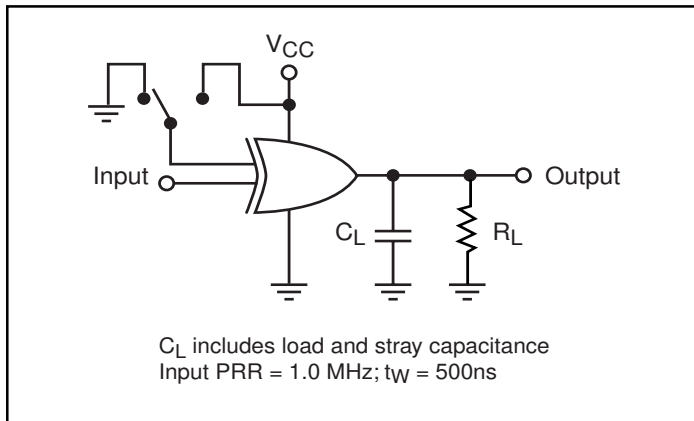 VCC
Input
Output
CL
RL
CL includes load and stray capacitance
Input PRR = 1.0 MHz; tW = 500ns